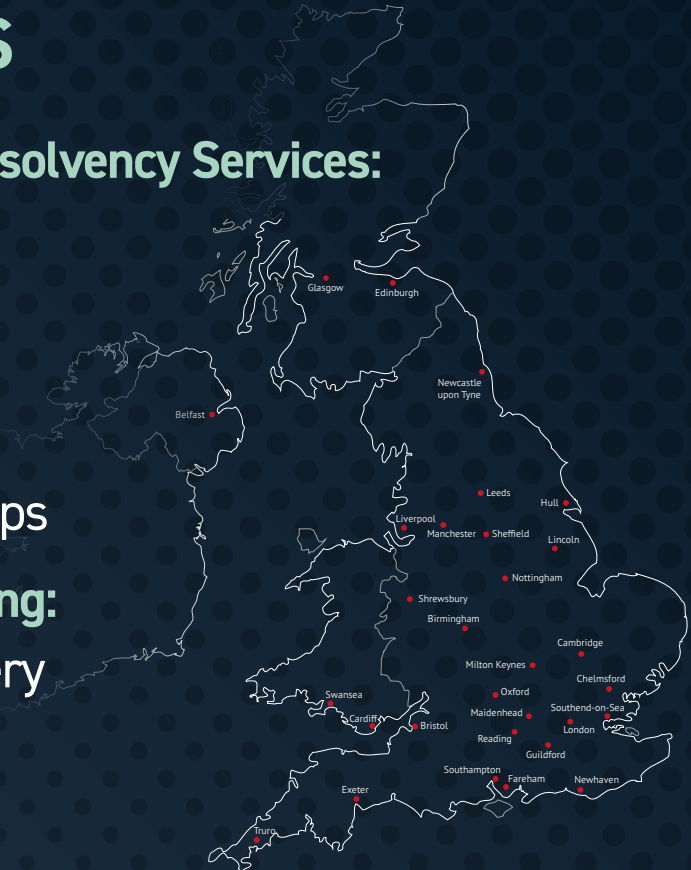 s
solvency Services:
Glasgow
Edinburgh
Newcastle
upon Tyne
Belfast
Leeds
Hull
ps
Liverpool
Manchester
Sheffield
Lincoln
Nottingham
ng:
Shrewsbury
Birmingham
Cambridge
ery
Milton Keynes
Chelmsford
Swansea
Oxford
Southend-on-Sea
Cardiff
Maidenhead
Bristol
London
Reading
Guildford
Southampton
Fareham
Newhaven
Exeter
Truro